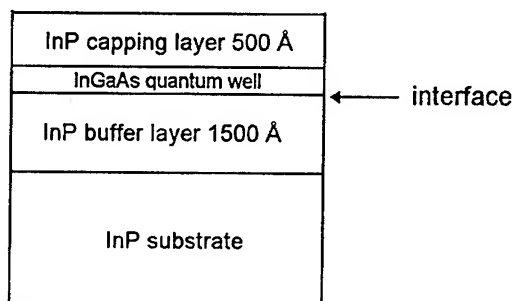 InP capping layer 500 Å
InGaAs quantum well
interface
InP buffer layer 1500 Å
InP substrate